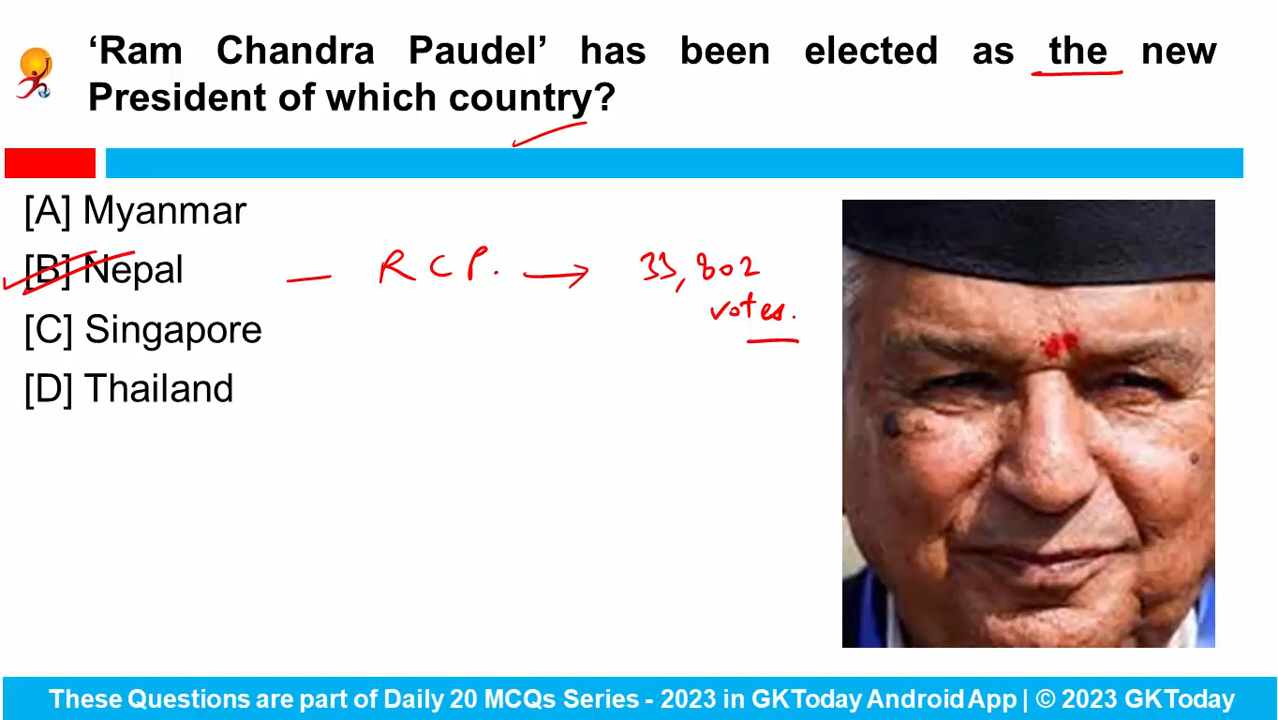 ‘Ram Chandra Paudel’ has been elected as the new
President of which country?
[A] Myanmar
[B] Nepal — R C P. → 33,802
votes.
[C] Singapore
[D] Thailand
These Questions are part of Daily 20 MCQs Series - 2023 in GKToday Android App | © 2023 GKToday